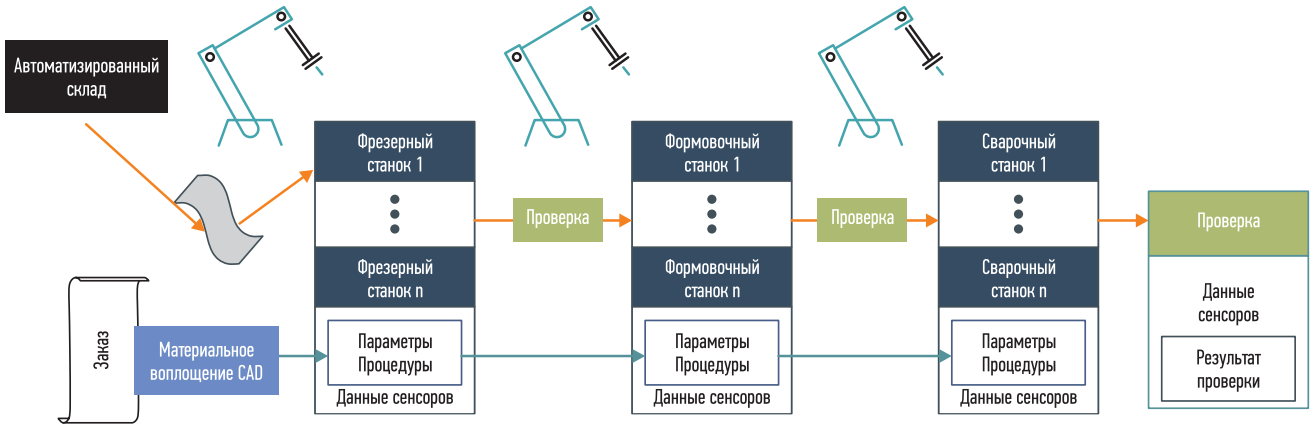 Автоматизированный
склад
Фрезерный
станок 1
Фрезерный
станок n
Параметры
Процедуры
Данные сенсоров
Проверка
Формовочный
станок 1
Формовочный
станок n
Параметры
Процедуры
Данные сенсоров
Проверка
Сварочный
станок 1
Сварочный
станок n
Параметры
Процедуры
Данные сенсоров
Проверка
Данные
сенсоров
Результат
проверки
Заказ
Материальное
воплощение CAD